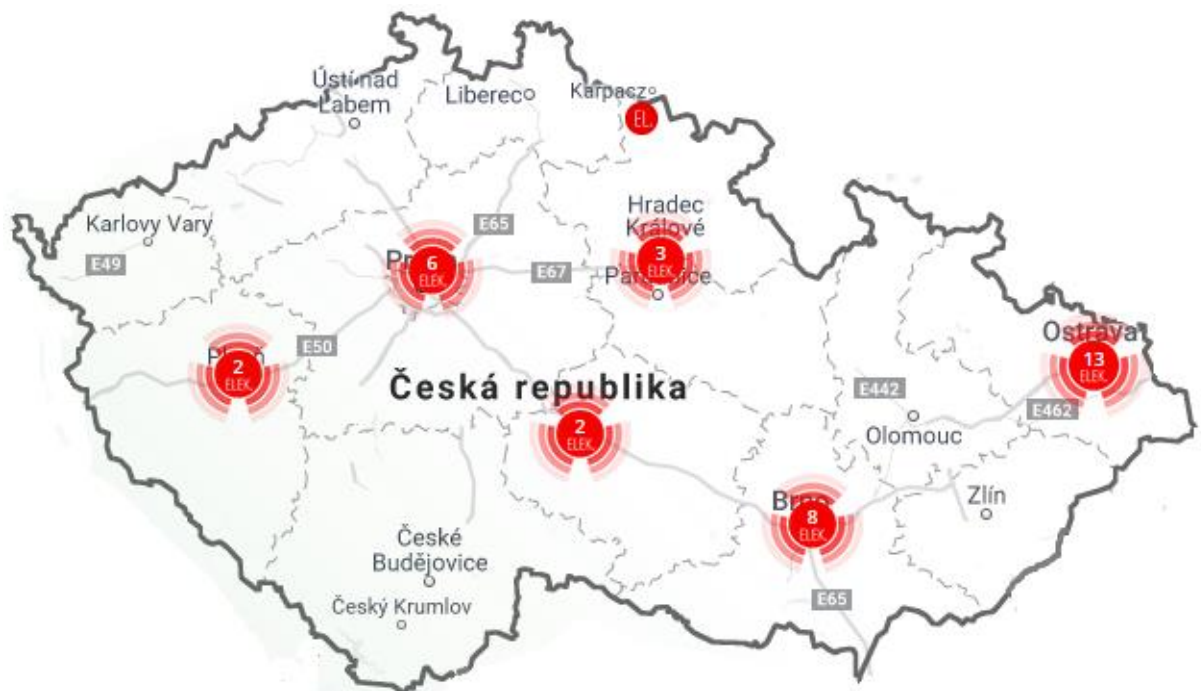 Ústí nad
Labem
Liberec
Karpacz
EL.
Karlovy Vary
E49
E65
Hradec
Králové
6
ELEK.
E67
3
ELEK.
E50
2
ELEK.
Ostrava
13
ELEK.
Česká republika
E442
E462
2
ELEK.
Olomouc
Brno
8
ELEK.
Zlín
České
Budějovice
E65
Český Krumlov